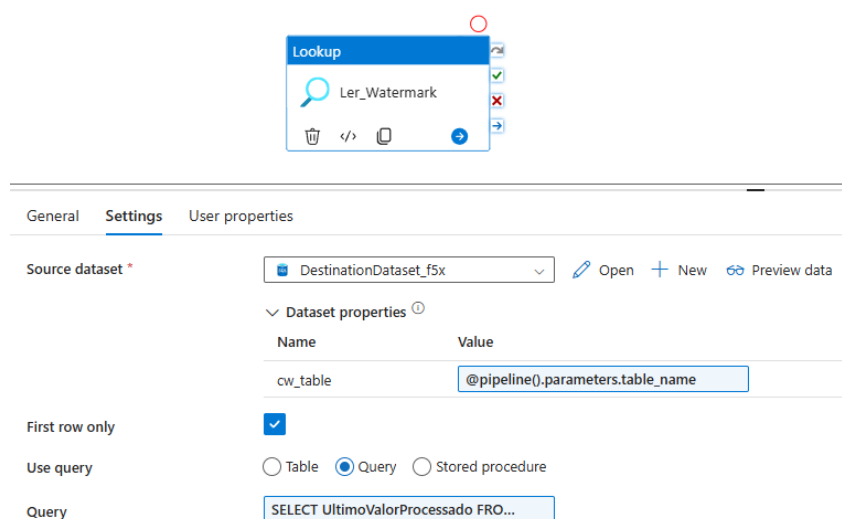 Lookup
Ler_Watermark
General Settings User properties
Source dataset * DestinationDataset_f5x Open New Preview data
Dataset properties
Name Value
cw_table @pipeline().parameters.table_name
First row only
Use query Table Query Stored procedure
Query SELECT UltimoValorProcessado FRO...